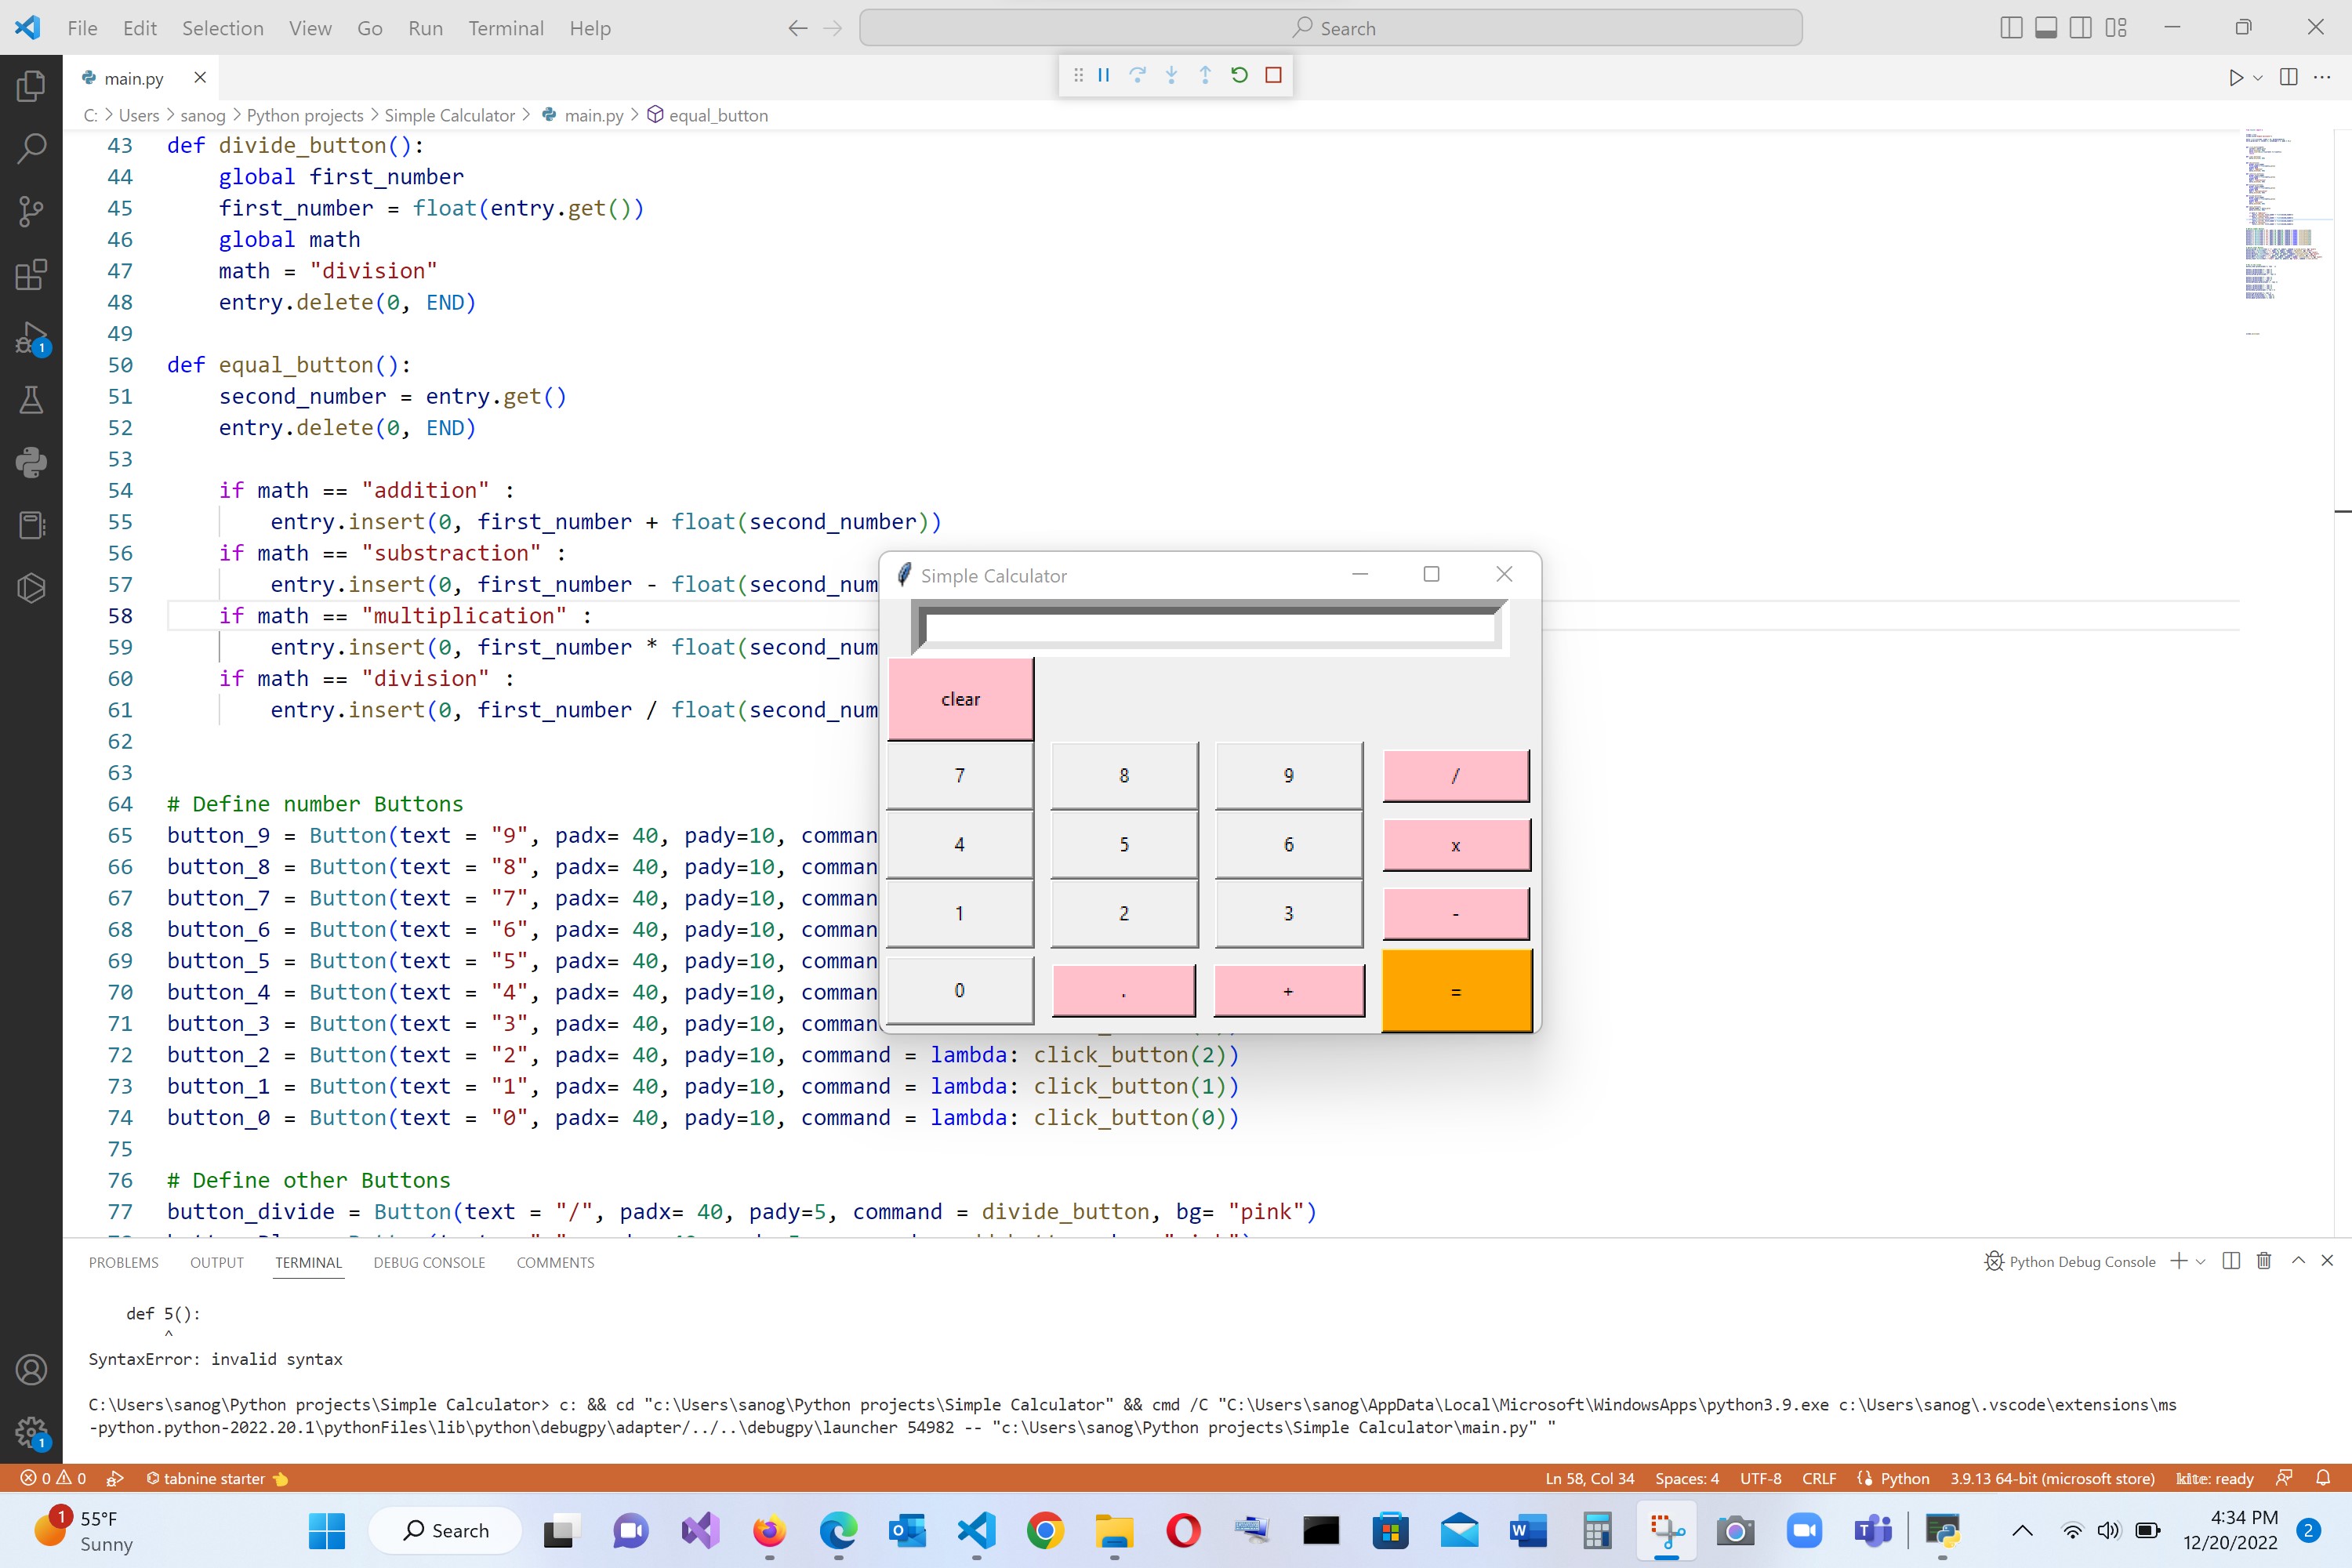 File Edit Selection View Go Run Terminal Help
Search
main.py
C: > Users > sanog > Python projects > Simple Calculator > main.py > equal_button
43 def divide_button():
44 global first_number
45 first_number = float(entry.get())
46 global math
47 math = "division"
48 entry.delete(0, END)
49
50 def equal_button():
51 second_number = entry.get()
52 entry.delete(0, END)
53
54 if math == "addition" :
55 entry.insert(0, first_number + float(second_number))
56 if math == "substraction" :
57 entry.insert(0, first_number - float(second_num
58 if math == "multiplication" :
59 entry.insert(0, first_number * float(second_num
60 if math == "division" :
61 entry.insert(0, first_number / float(second_num
62
63
64 # Define number Buttons
65 button_9 = Button(text = "9", padx= 40, pady=10, comman
66 button_8 = Button(text = "8", padx= 40, pady=10, comman
67 button_7 = Button(text = "7", padx= 40, pady=10, comman
68 button_6 = Button(text = "6", padx= 40, pady=10, comman
69 button_5 = Button(text = "5", padx= 40, pady=10, comman
70 button_4 = Button(text = "4", padx= 40, pady=10, comman
71 button_3 = Button(text = "3", padx= 40, pady=10, comman
72 button_2 = Button(text = "2", padx= 40, pady=10, command = lambda: click_button(2))
73 button_1 = Button(text = "1", padx= 40, pady=10, command = lambda: click_button(1))
74 button_0 = Button(text = "0", padx= 40, pady=10, command = lambda: click_button(0))
75
76 # Define other Buttons
77 button_divide = Button(text = "/", padx= 40, pady=5, command = divide_button, bg= "pink")
Simple Calculator
clear
7 8 9 /
4 5 6 x
1 2 3 -
0 . + =
PROBLEMS OUTPUT TERMINAL DEBUG CONSOLE COMMENTS
Python Debug Console
def 5():
^
SyntaxError: invalid syntax
C:\Users\sanog\Python projects\Simple Calculator> c: && cd "c:\Users\sanog\Python projects\Simple Calculator" && cmd /C "C:\Users\sanog\AppData\Local\Microsoft\WindowsApps\python3.9.exe c:\Users\sanog\.vscode\extensions\ms
-python.python-2022.20.1\pythonFiles\lib\python\debugpy\adapter/../..\debugpy\launcher 54982 -- "c:\Users\sanog\Python projects\Simple Calculator\main.py" "
0 0 tabnine starter
Ln 58, Col 34 Spaces: 4 UTF-8 CRLF Python 3.9.13 64-bit (microsoft store) kite: ready
1
55°F
Sunny
Search
4:34 PM
12/20/2022
2